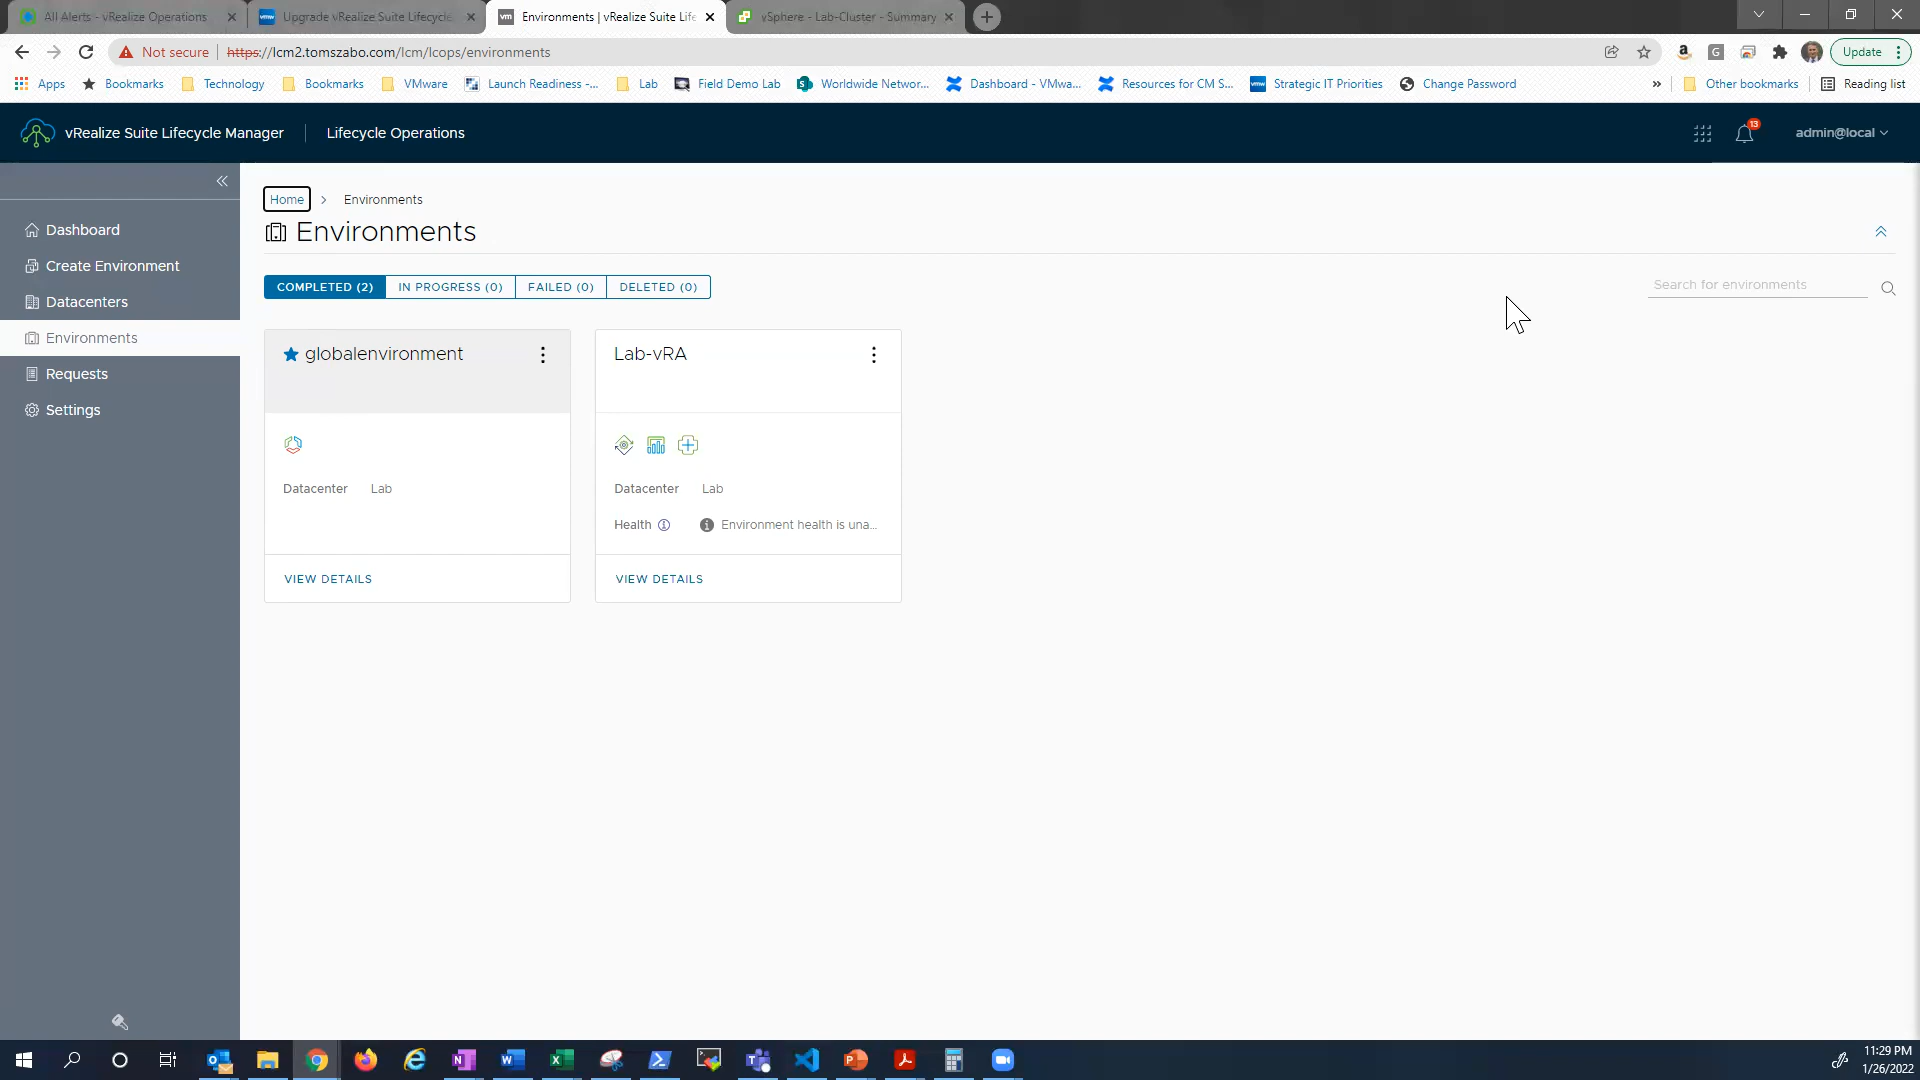 All Alerts - vRealize Operations
Upgrade vRealize Suite Lifecycle
Environments | vRealize Suite Life
vSphere - Lab-Cluster - Summary
Not secure
https://lcm2.tomszabo.com/lcm/lcops/environments
Update
Apps
Bookmarks
Technology
Bookmarks
VMware
Launch Readiness -...
Lab
Field Demo Lab
Worldwide Networ...
Dashboard - VMwa...
Resources for CM S...
Strategic IT Priorities
Change Password
»
Other bookmarks
Reading list
vRealize Suite Lifecycle Manager
Lifecycle Operations
13
admin@local
Dashboard
Create Environment
Datacenters
Environments
Requests
Settings
Home > Environments
Environments
COMPLETED (2)
IN PROGRESS (0)
FAILED (0)
DELETED (0)
Search for environments
globalenvironment
Datacenter Lab
VIEW DETAILS
Lab-vRA
Datacenter Lab
Health Environment health is una...
VIEW DETAILS
11:29 PM
1/26/2022